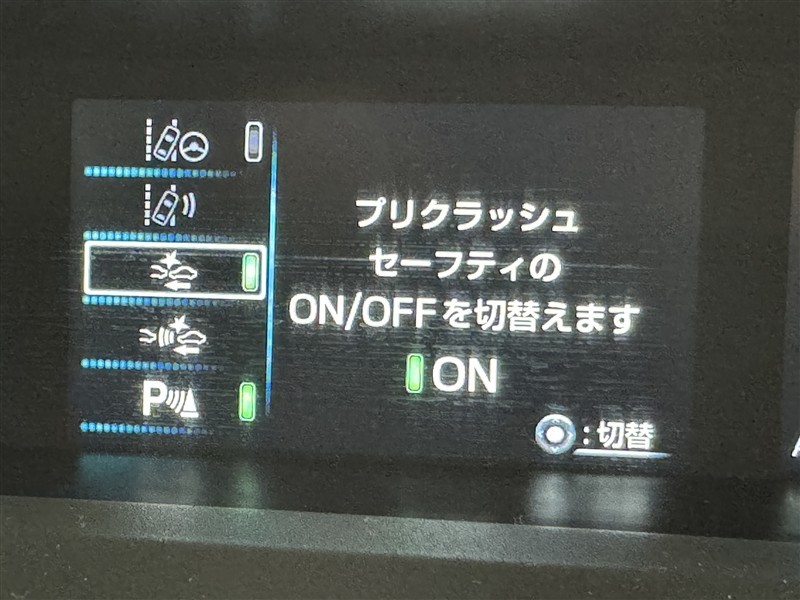 プリクラッシュ
セーフティの
ON/OFFを切替えます
ON
:切替
P